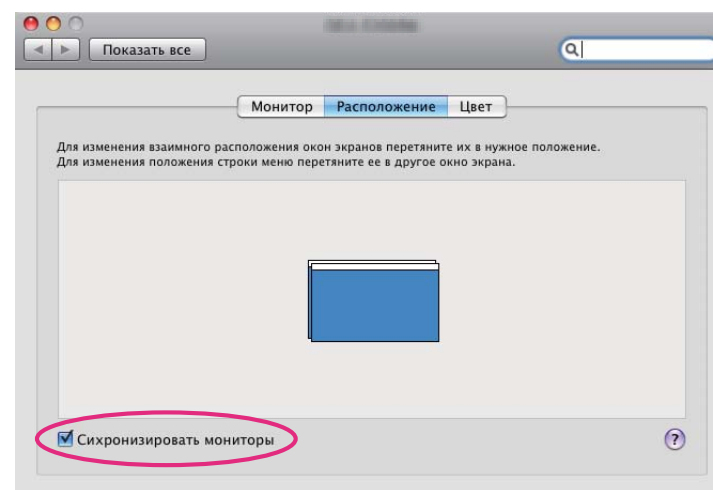 Показать все
Монитор Расположение Цвет
Для изменения взаимного расположения окон экранов перетяните их в нужное положение.
Для изменения положения строки меню перетяните ее в другое окно экрана.
Сихронизировать мониторы
?